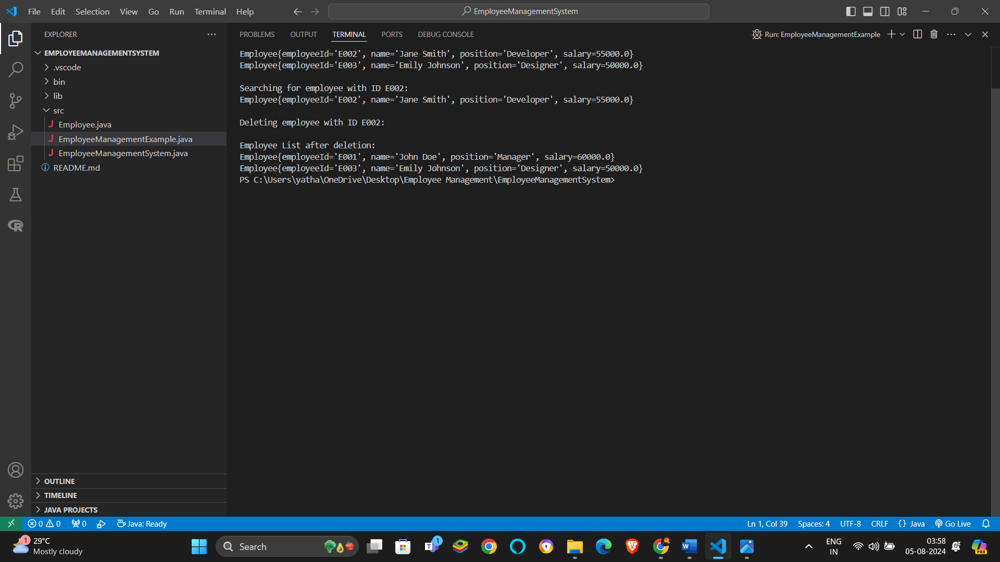 File Edit Selection View Go Run Terminal Help
EmployeeManagementSystem
EXPLORER
EMPLOYEEMANAGEMENTSYSTEM
.vscode
bin
lib
src
J Employee.java
J EmployeeManagementExample.java
J EmployeeManagementSystem.java
README.md
OUTLINE
TIMELINE
JAVA PROJECTS
PROBLEMS OUTPUT TERMINAL PORTS DEBUG CONSOLE
Run: EmployeeManagementExample
Employee{employeeId='E002', name='Jane Smith', position='Developer', salary=55000.0}
Employee{employeeId='E003', name='Emily Johnson', position='Designer', salary=50000.0}
Searching for employee with ID E002:
Employee{employeeId='E002', name='Jane Smith', position='Developer', salary=55000.0}
Deleting employee with ID E002:
Employee List after deletion:
Employee{employeeId='E001', name='John Doe', position='Manager', salary=60000.0}
Employee{employeeId='E003', name='Emily Johnson', position='Designer', salary=50000.0}
PS C:\Users\yatha\OneDrive\Desktop\Employee Management\EmployeeManagementSystem>
0 0 0 Java: Ready
Ln 1, Col 39 Spaces: 4 UTF-8 CRLF {} Java Go Live
1 29°C
Mostly cloudy
Search
1
ENG
IN
03:58
05-08-2024
PRE